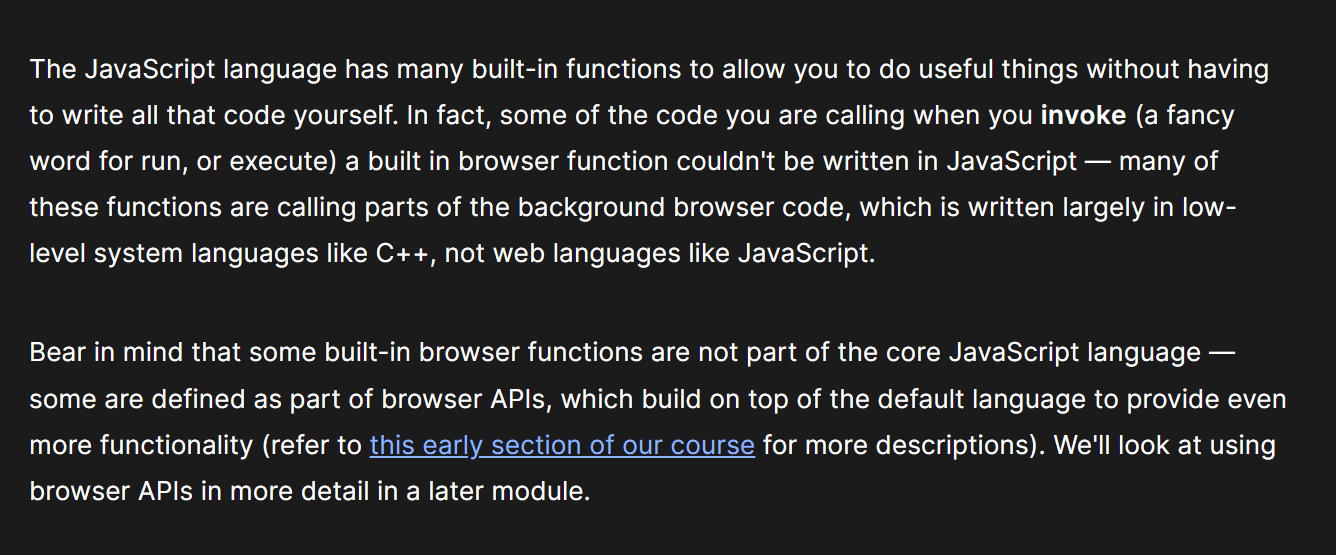 The JavaScript language has many built-in functions to allow you to do useful things without having
to write all that code yourself. In fact, some of the code you are calling when you invoke (a fancy
word for run, or execute) a built in browser function couldn't be written in JavaScript — many of
these functions are calling parts of the background browser code, which is written largely in low-
level system languages like C++, not web languages like JavaScript.
Bear in mind that some built-in browser functions are not part of the core JavaScript language —
some are defined as part of browser APIs, which build on top of the default language to provide even
more functionality (refer to this early section of our course for more descriptions). We'll look at using
browser APIs in more detail in a later module.